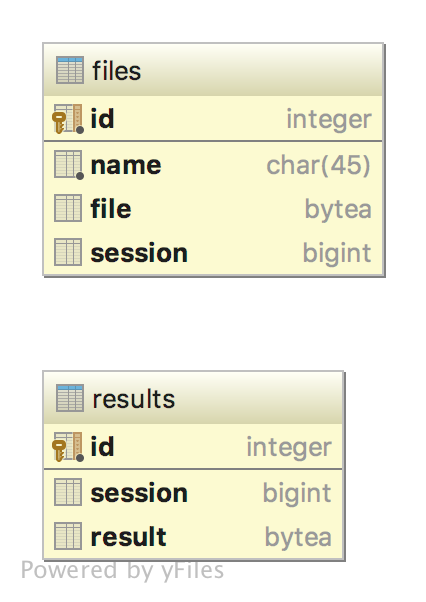 files
id integer
name char(45)
file bytea
session bigint
results
id integer
session bigint
result bytea
Powered by yFiles